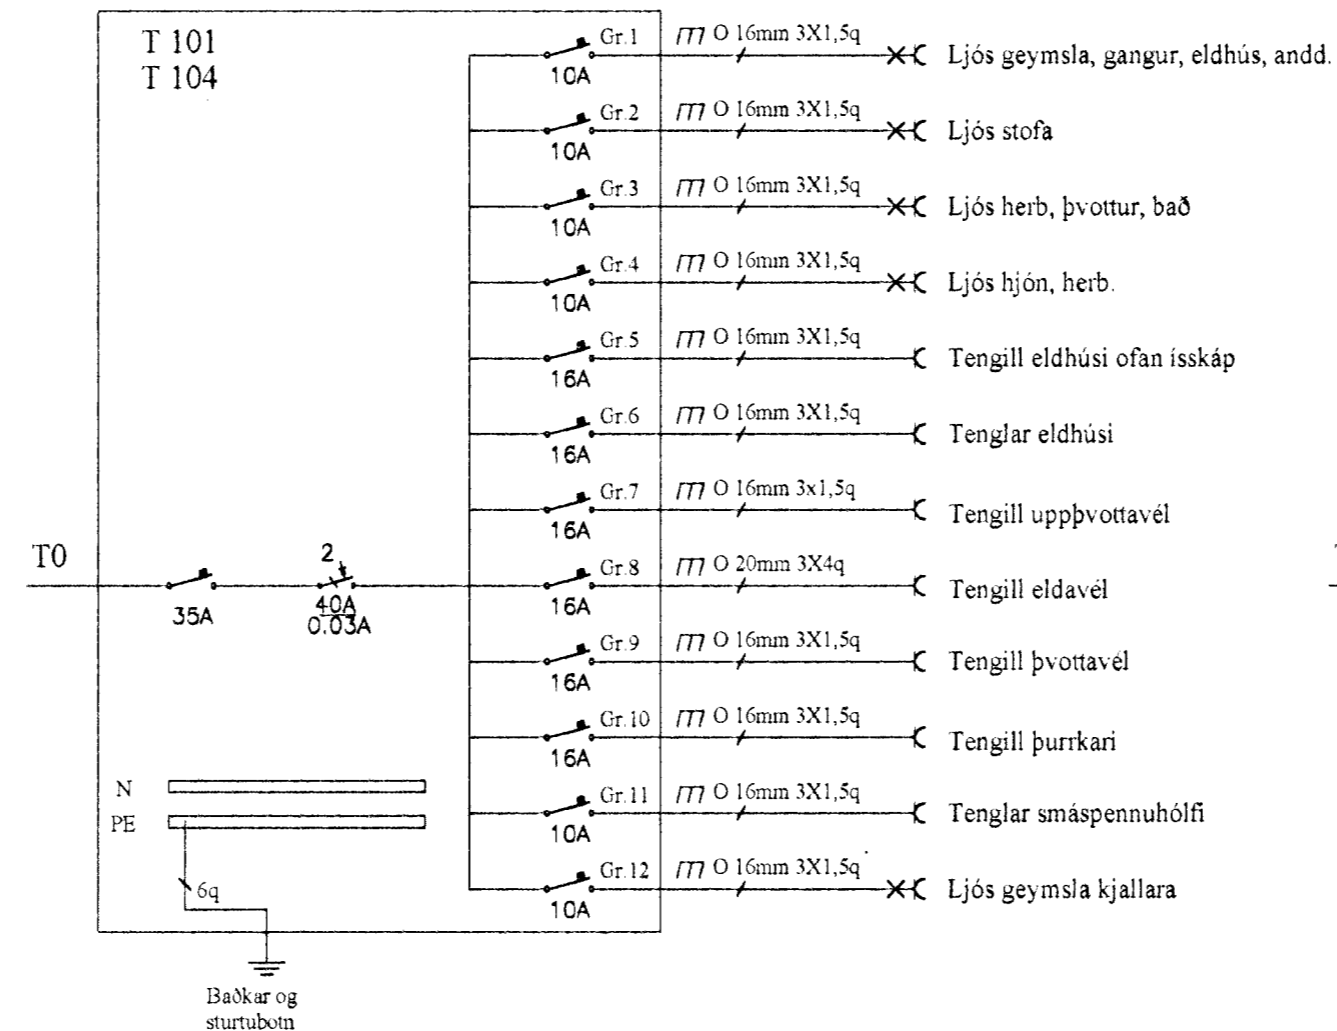 T 101
T 104
Gr.1 m O 16mm 3X1,5q
10A
Ljós geymsla, gangur, eldhús, andd.
Gr.2 m O 16mm 3X1,5q
10A
Ljós stofa
Gr.3 m O 16mm 3X1,5q
10A
Ljós herb, þvottur, bað
Gr.4 m O 16mm 3X1,5q
10A
Ljós hjón, herb.
Gr.5 m O 16mm 3X1,5q
16A
Tengill eldhúsi ofan ísskáp
Gr.6 m O 16mm 3X1,5q
16A
Tenglar eldhúsi
Gr.7 m O 16mm 3x1,5q
16A
Tengill uppþvottavél
T0
35A
2
40A
0.03A
Gr.8 m O 20mm 3X4q
16A
Tengill eldavél
Gr.9 m O 16mm 3X1,5q
16A
Tengill þvottavél
Gr.10 m O 16mm 3X1,5q
16A
Tengill þurrkari
N
PE
Gr.11 m O 16mm 3X1,5q
10A
Tenglar smáspennuhólfi
6q
Gr.12 m O 16mm 3X1,5q
10A
Ljós geymsla kjallara
Baðkar og
sturtubotn